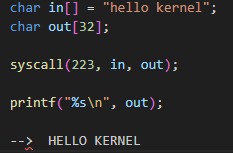 char in[] = "hello kernel";
char out[32];
syscall(223, in, out);
printf("%s\n", out);
--> HELLO KERNEL